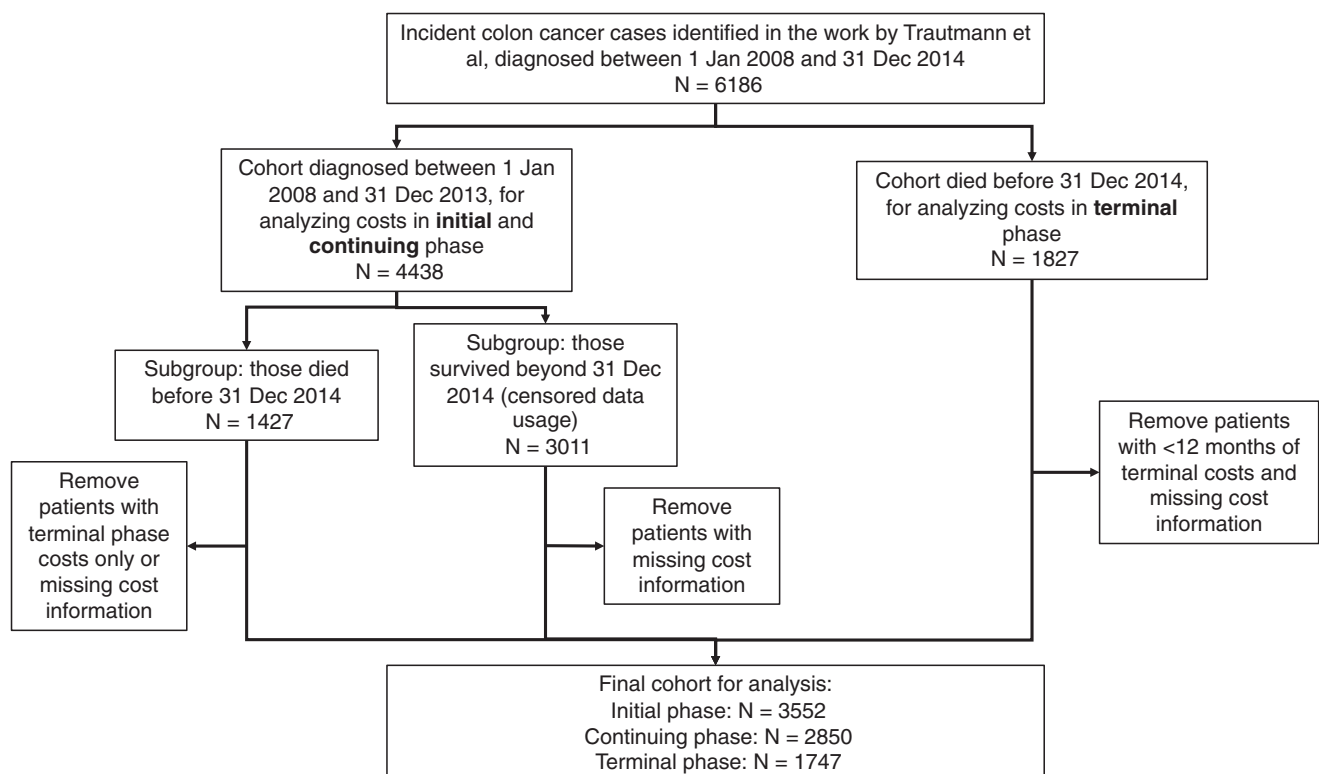 Incident colon cancer cases identified in the work by Trautmann et
al, diagnosed between 1 Jan 2008 and 31 Dec 2014
N = 6186
Cohort diagnosed between 1 Jan
2008 and 31 Dec 2013, for
analyzing costs in initial and
continuing phase
N = 4438
Cohort died before 31 Dec 2014,
for analyzing costs in terminal
phase
N = 1827
Subgroup: those died
before 31 Dec 2014
N = 1427
Subgroup: those
survived beyond 31 Dec
2014 (censored data
usage)
N = 3011
Remove patients
with <12 months of
terminal costs and
missing cost
information
Remove
patients with
terminal phase
costs only or
missing cost
information
Remove
patients with
missing cost
information
Final cohort for analysis:
Initial phase: N = 3552
Continuing phase: N = 2850
Terminal phase: N = 1747